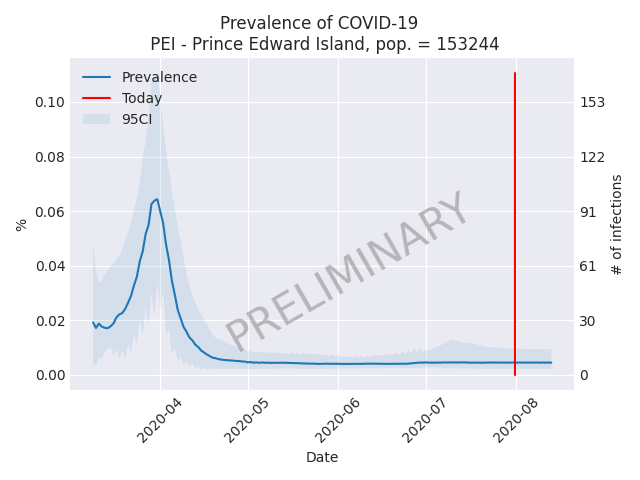 Prevalence of COVID-19
PEI - Prince Edward Island, pop. = 153244
Prevalence
Today
95CI
PRELIMINARY
%
0.10
0.08
0.06
0.04
0.02
0.00
153
122
91
61
30
0
# of infections
2020-04
2020-05
2020-06
2020-07
2020-08
Date